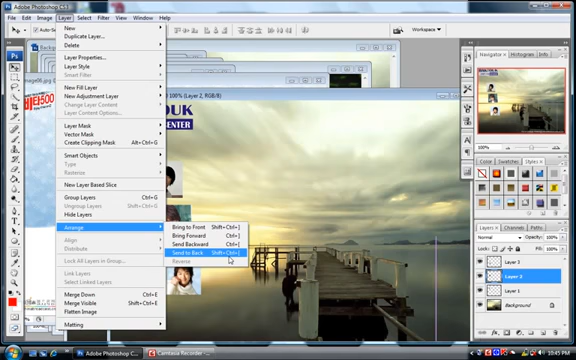 Adobe Photoshop CS3
File Edit Image Layer Select Filter View Window Help
Auto-Sele
Workspace
New
Duplicate Layer...
Delete
Layer Properties...
Layer Style
Smart Filter
New Fill Layer
New Adjustment Layer
Change Layer Content
Layer Content Options...
Layer Mask
Vector Mask
Create Clipping Mask Alt+Ctrl+G
Smart Objects
Type
Rasterize
New Layer Based Slice
Group Layers Ctrl+G
Ungroup Layers Shift+Ctrl+G
Hide Layers
Arrange
Align
Distribute
Lock All Layers in Group...
Link Layers
Select Linked Layers
Merge Down Ctrl+E
Merge Visible Shift+Ctrl+E
Flatten Image
Matting
Bring to Front Shift+Ctrl+]
Bring Forward Ctrl+]
Send Backward Ctrl+[
Send to Back Shift+Ctrl+[
Reverse
100% (Layer 2, RGB/8)
DUK
ENTER
Navigator Histogram Info
100%
Color Swatches Styles
Layers Channels Paths
Normal Opacity: 100%
Lock: Fill: 100%
Layer 3
Layer 2
Layer 1
Background
Adobe Photoshop C...
Camtasia Recorder -...
10:45 PM